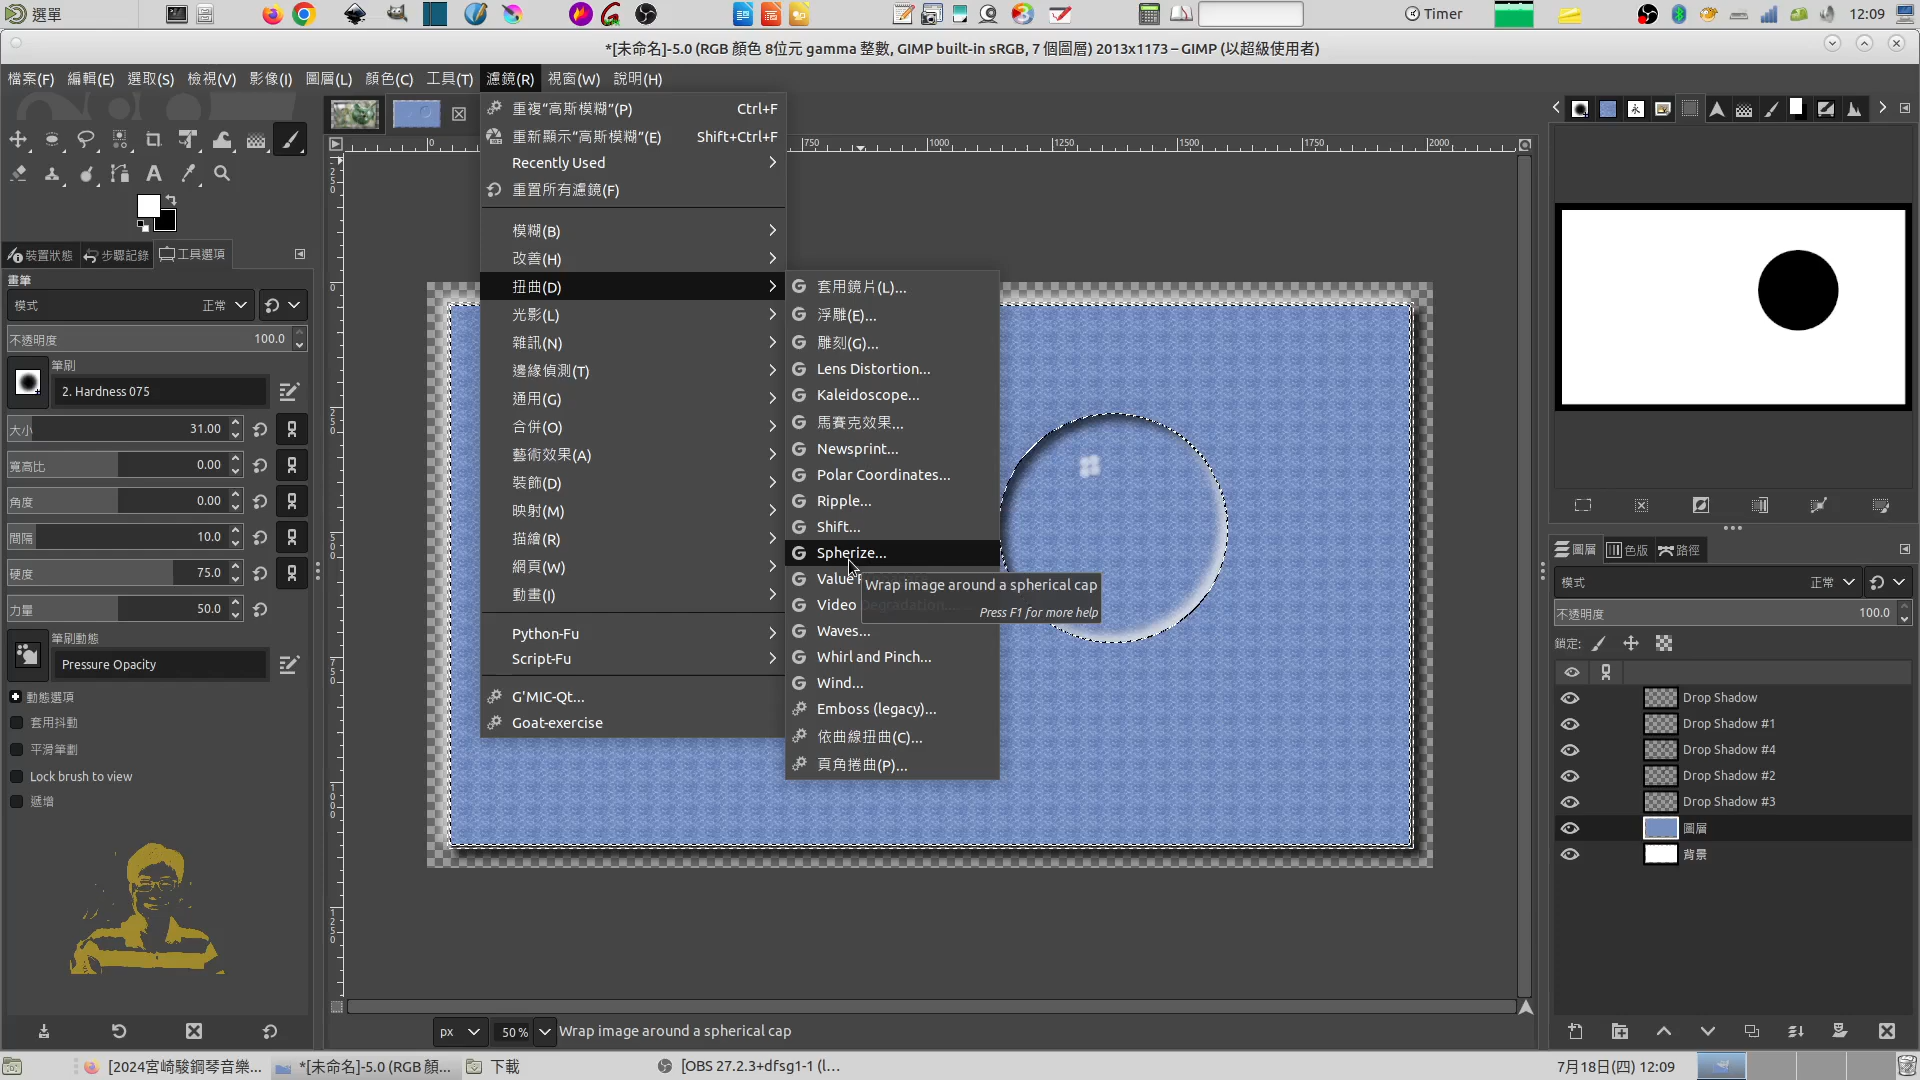 選單
Timer
12:09
*[未命名]-5.0 (RGB 顏色 8位元 gamma 整數, GIMP built-in sRGB, 7 個圖層) 2013x1173 – GIMP (以超級使用者)
檔案(F) 編輯(E) 選取(S) 檢視(V) 影像(I) 圖層(L) 顏色(C) 工具(T) 濾鏡(R) 視窗(W) 說明(H)
重複“高斯模糊”(P) Ctrl+F
重新顯示“高斯模糊”(E) Shift+Ctrl+F
Recently Used
重置所有濾鏡(F)
模糊(B)
改善(H)
扭曲(D)
光影(L)
雜訊(N)
邊緣偵測(T)
通用(G)
合併(O)
藝術效果(A)
裝飾(D)
映射(M)
描繪(R)
網頁(W)
動畫(I)
Python-Fu
Script-Fu
G'MIC-Qt...
Goat-exercise
套用鏡片(L)...
浮雕(E)...
雕刻(G)...
Lens Distortion...
Kaleidoscope...
馬賽克效果...
Newsprint...
Polar Coordinates...
Ripple...
Shift...
Spherize...
Value
Video Degradation...
Waves...
Whirl and Pinch...
Wind...
Emboss (legacy)...
依曲線扭曲(C)...
頁角捲曲(P)...
Wrap image around a spherical cap
Press F1 for more help
0 750 1000 1250 1500 1750 2000
裝置狀態 步驟記錄 工具選項
畫筆
模式 正常
不透明度 100.0
筆刷
2. Hardness 075
大小 31.00
寬高比 0.00
角度 0.00
間隔 10.0
硬度 75.0
力量 50.0
筆刷動態
Pressure Opacity
動態選項
套用抖動
平滑筆劃
Lock brush to view
遞增
圖層 色版 路徑
模式 正常
不透明度 100.0
鎖定:
Drop Shadow
Drop Shadow #1
Drop Shadow #4
Drop Shadow #2
Drop Shadow #3
圖層
背景
px 50 % Wrap image around a spherical cap
[2024宮崎駿鋼琴音樂... *[未命名]-5.0 (RGB 顏... 下載 [OBS 27.2.3+dfsg1-1 (l... 7月18日(四) 12:09